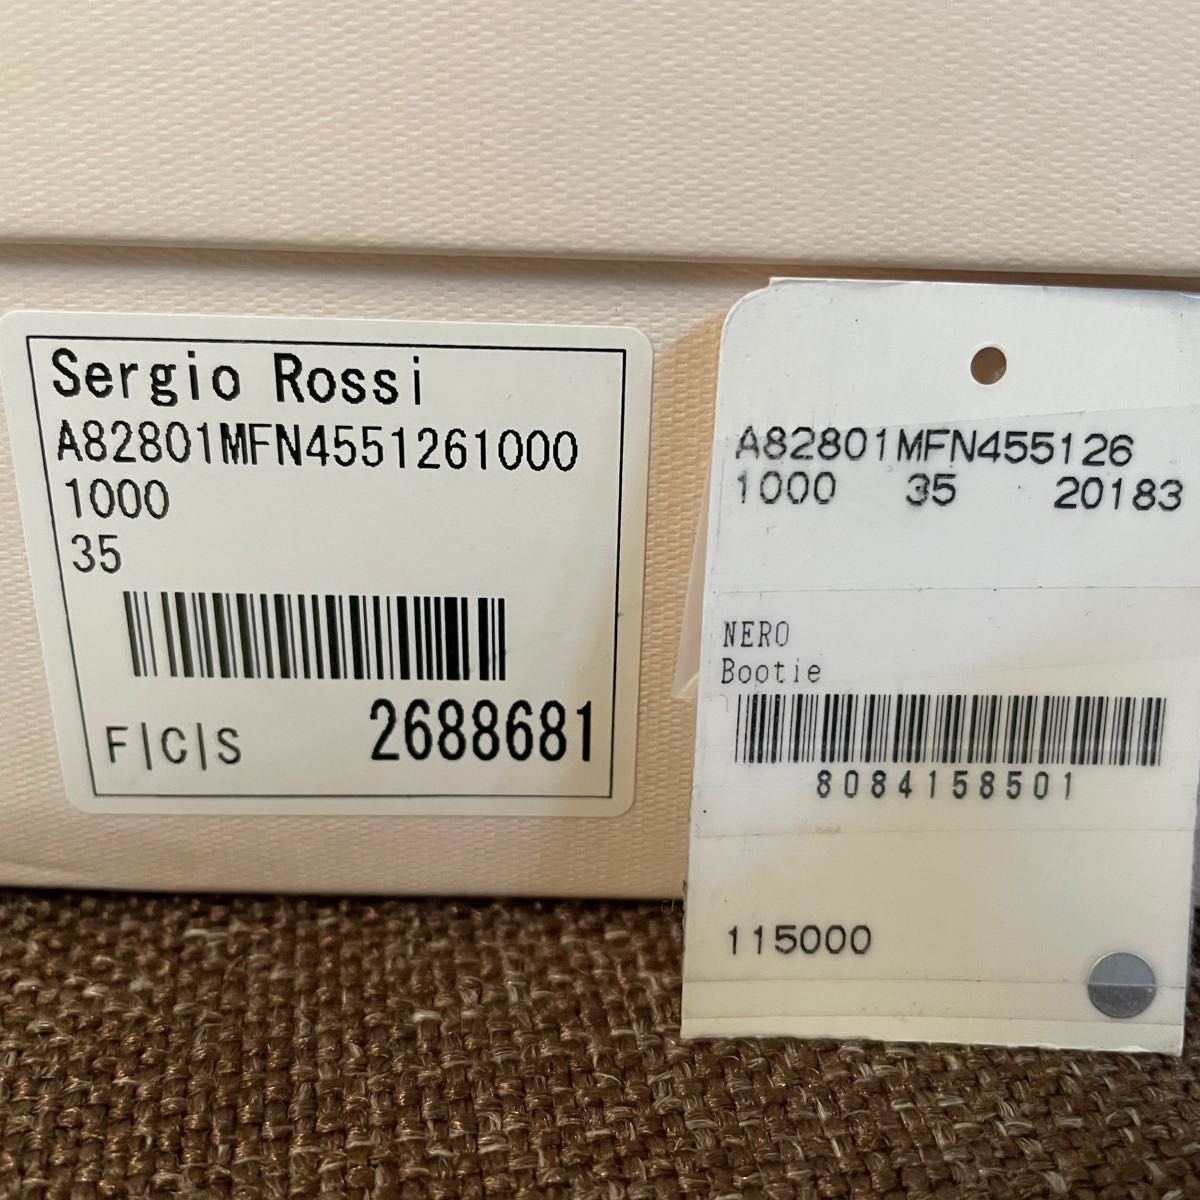 Sergio Rossi
A82801MFN4551261000
1000
35
F|C|S 2688681
A82801MFN455126
1000 35 20183
NERO
Bootie
8084158501
115000